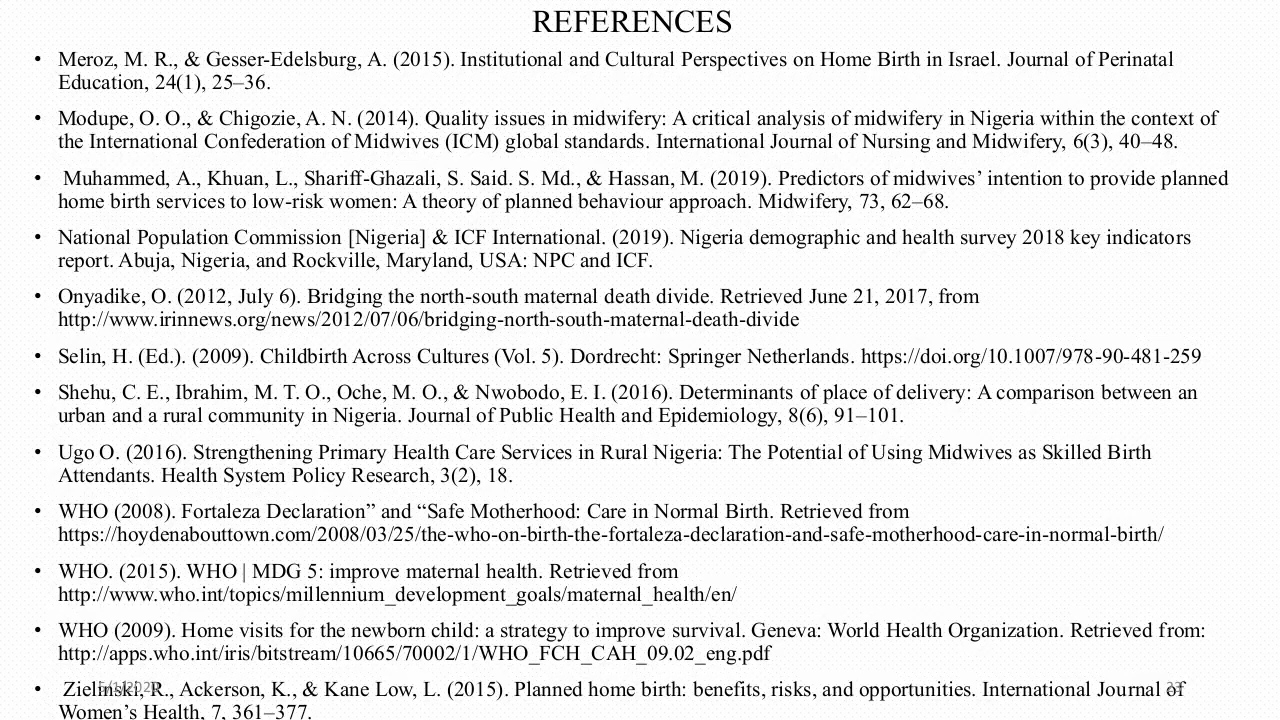 REFERENCES
• Meroz, M. R., & Gesser-Edelsburg, A. (2015). Institutional and Cultural Perspectives on Home Birth in Israel. Journal of Perinatal
Education, 24(1), 25–36.
• Modupe, O. O., & Chigozie, A. N. (2014). Quality issues in midwifery: A critical analysis of midwifery in Nigeria within the context of
the International Confederation of Midwives (ICM) global standards. International Journal of Nursing and Midwifery, 6(3), 40–48.
• Muhammed, A., Khuan, L., Shariff-Ghazali, S. Said. S. Md., & Hassan, M. (2019). Predictors of midwives’ intention to provide planned
home birth services to low-risk women: A theory of planned behaviour approach. Midwifery, 73, 62–68.
• National Population Commission [Nigeria] & ICF International. (2019). Nigeria demographic and health survey 2018 key indicators
report. Abuja, Nigeria, and Rockville, Maryland, USA: NPC and ICF.
• Onyadike, O. (2012, July 6). Bridging the north-south maternal death divide. Retrieved June 21, 2017, from
http://www.irinnews.org/news/2012/07/06/bridging-north-south-maternal-death-divide
• Selin, H. (Ed.). (2009). Childbirth Across Cultures (Vol. 5). Dordrecht: Springer Netherlands. https://doi.org/10.1007/978-90-481-259
• Shehu, C. E., Ibrahim, M. T. O., Oche, M. O., & Nwobodo, E. I. (2016). Determinants of place of delivery: A comparison between an
urban and a rural community in Nigeria. Journal of Public Health and Epidemiology, 8(6), 91–101.
• Ugo O. (2016). Strengthening Primary Health Care Services in Rural Nigeria: The Potential of Using Midwives as Skilled Birth
Attendants. Health System Policy Research, 3(2), 18.
• WHO (2008). Fortaleza Declaration” and “Safe Motherhood: Care in Normal Birth. Retrieved from
https://hoydenabouttown.com/2008/03/25/the-who-on-birth-the-fortaleza-declaration-and-safe-motherhood-care-in-normal-birth/
• WHO. (2015). WHO | MDG 5: improve maternal health. Retrieved from
http://www.who.int/topics/millennium_development_goals/maternal_health/en/
• WHO (2009). Home visits for the newborn child: a strategy to improve survival. Geneva: World Health Organization. Retrieved from:
http://apps.who.int/iris/bitstream/10665/70002/1/WHO_FCH_CAH_09.02_eng.pdf
• Zielinski, R., Ackerson, K., & Kane Low, L. (2015). Planned home birth: benefits, risks, and opportunities. International Journal of
Women’s Health, 7, 361–377.